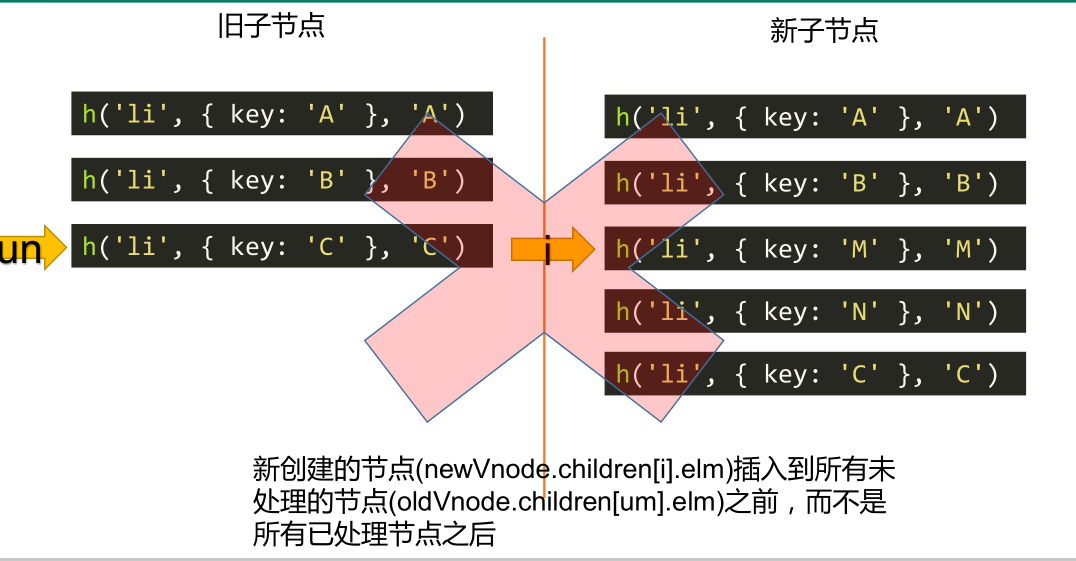 旧子节点
新子节点
h('li', { key: 'A' }, 'A')
h('li', { key: 'B' }, 'B')
un
h('li', { key: 'C' }, 'C')
i
h('li', { key: 'A' }, 'A')
h('li', { key: 'B' }, 'B')
h('li', { key: 'M' }, 'M')
h('li', { key: 'N' }, 'N')
h('li', { key: 'C' }, 'C')
新创建的节点(newVnode.children[i].elm)插入到所有未
处理的节点(oldVnode.children[um].elm)之前，而不是
所有已处理节点之后